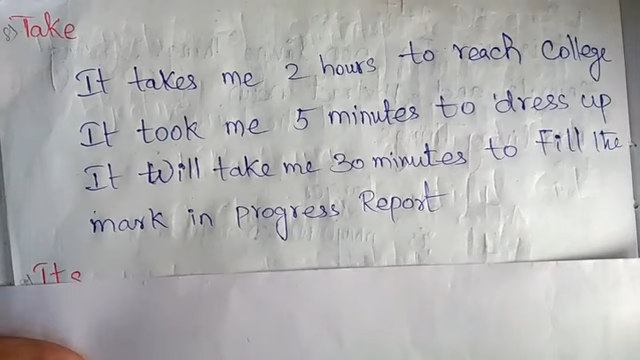 8) Take
It takes me 2 hours to reach College
It took me 5 minutes to dress up
It will take me 30 minutes to Fill the
mark in progress Report